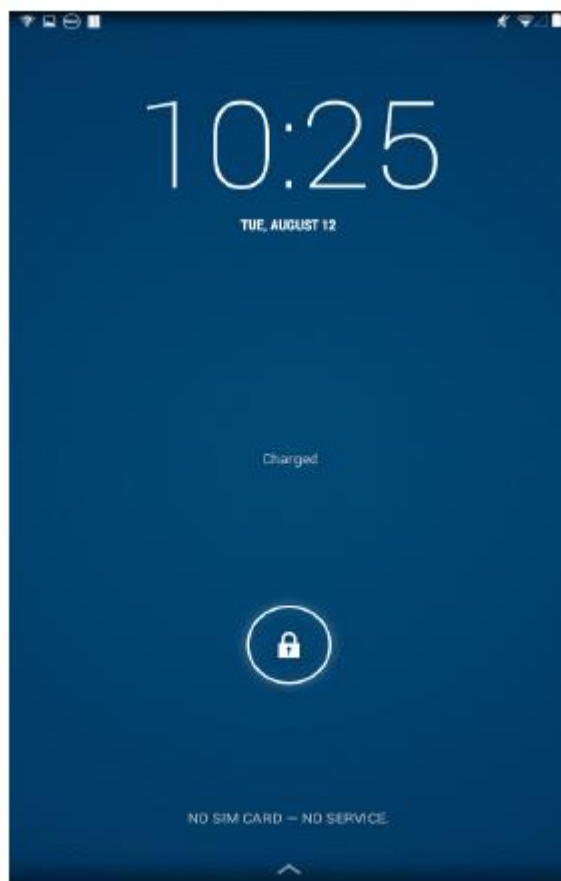 10:25
TUE, AUGUST 12
Charged
NO SIM CARD — NO SERVICE.